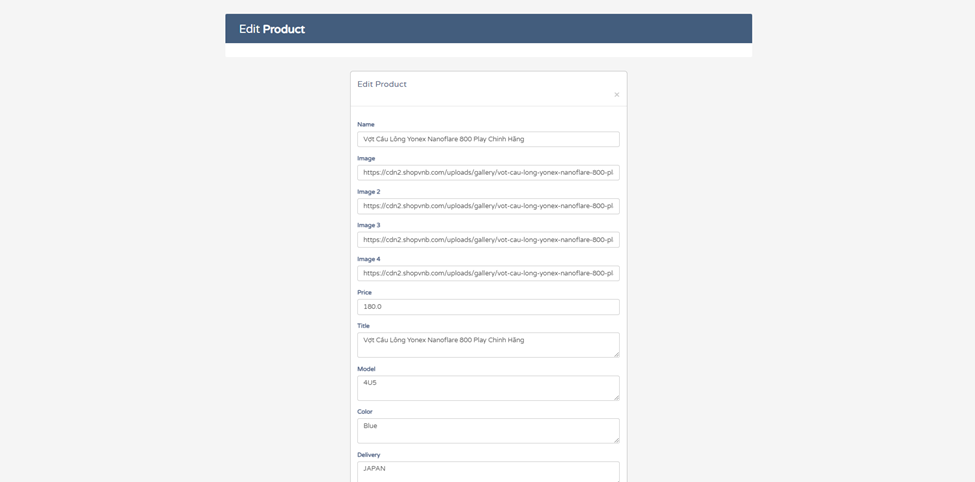 Edit Product
Edit Product
×
Name
Vợt Cầu Lông Yonex Nanoflare 800 Play Chính Hãng
Image
https://cdn2.shopvnb.com/uploads/gallery/vot-cau-long-yonex-nanoflare-800-pl
Image 2
https://cdn2.shopvnb.com/uploads/gallery/vot-cau-long-yonex-nanoflare-800-pl
Image 3
https://cdn2.shopvnb.com/uploads/gallery/vot-cau-long-yonex-nanoflare-800-pl
Image 4
https://cdn2.shopvnb.com/uploads/gallery/vot-cau-long-yonex-nanoflare-800-pl
Price
180.0
Title
Vợt Cầu Lông Yonex Nanoflare 800 Play Chính Hãng
Model
4U5
Color
Blue
Delivery
JAPAN